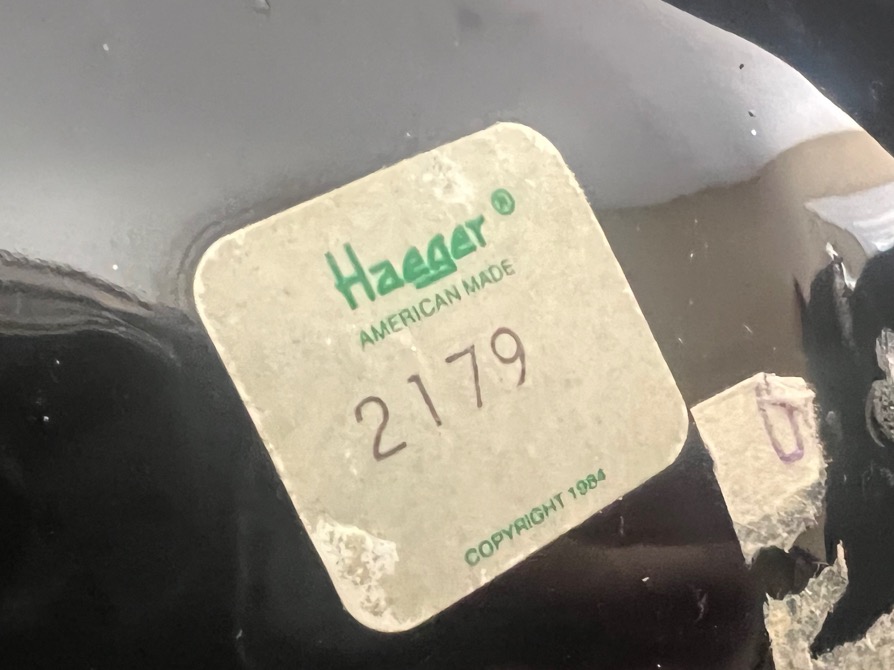 Haeger®
AMERICAN MADE
2179
COPYRIGHT 1984